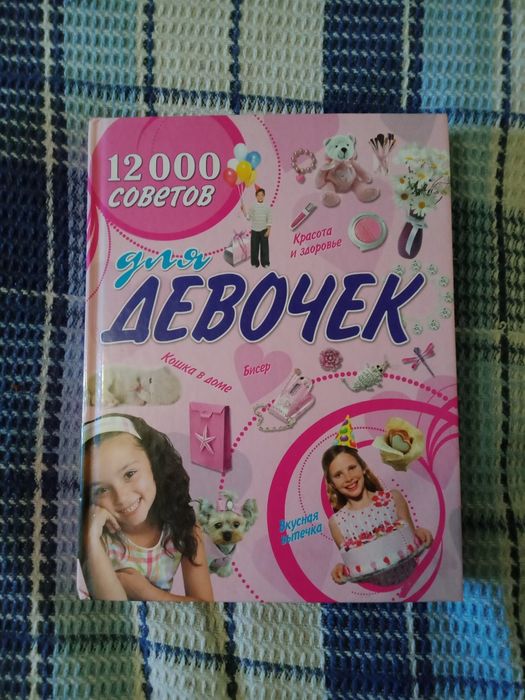 12 000
советов
для
ДЕВОЧЕК
Красота
и здоровье
Кошка в доме
Бисер
Вкусная
выпечка